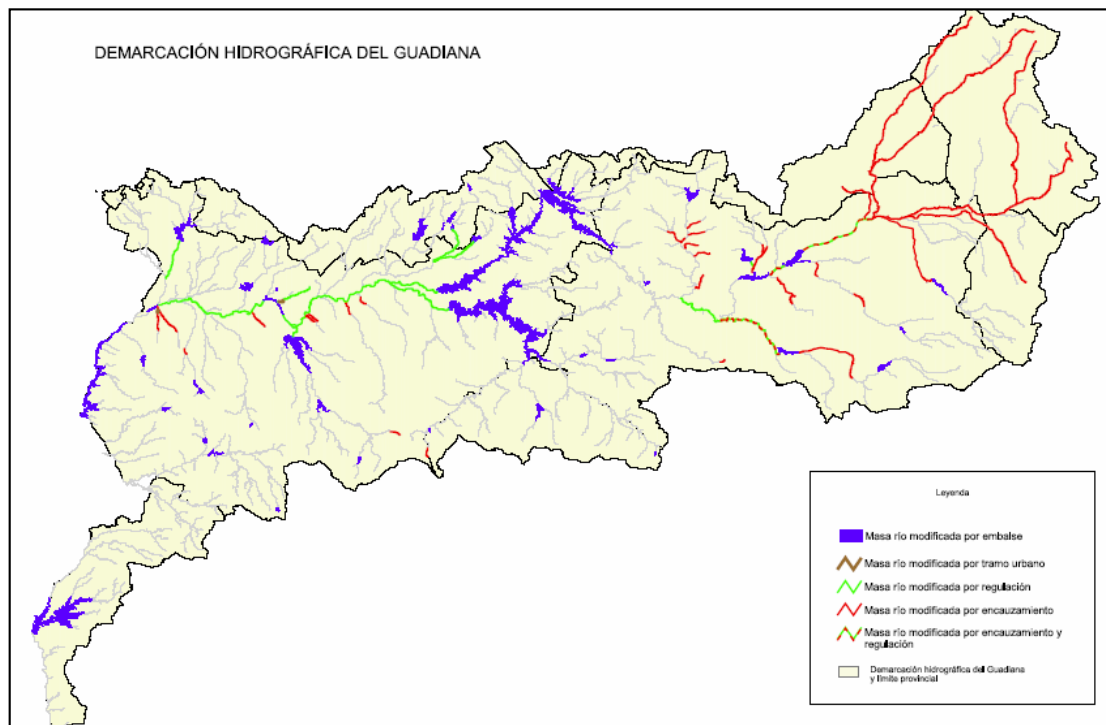 DEMARCACIÓN HIDROGRÁFICA DEL GUADIANA
Leyenda
Masa río modificada por embalse
Masa río modificada por tramo urbano
Masa río modificada por regulación
Masa río modificada por encauzamiento
Masa río modificada por encauzamiento y
regulación
Demarcación hidrográfica del Guadiana
y límite provincial